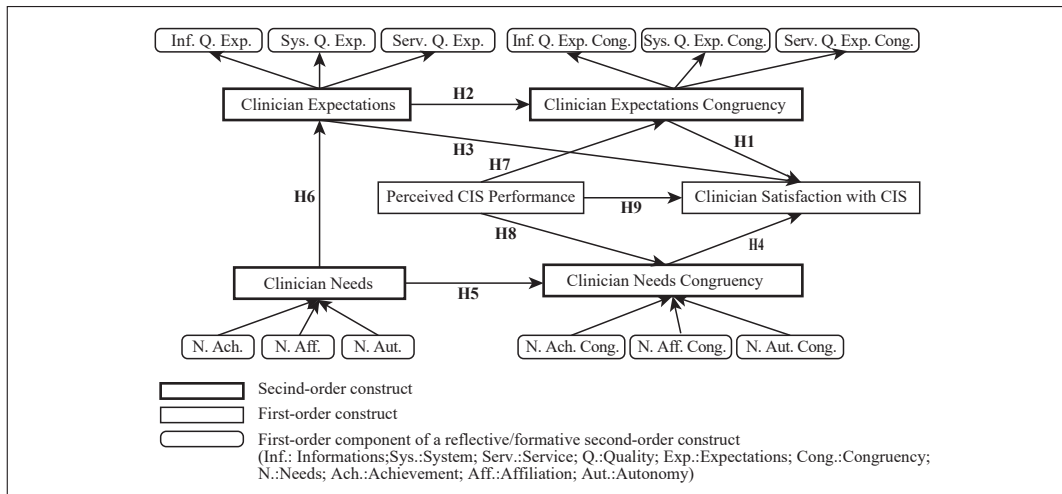 Inf. Q. Exp.
Sys. Q. Exp.
Serv. Q. Exp.
Inf. Q. Exp. Cong.
Sys. Q. Exp. Cong.
Serv. Q. Exp. Cong.
Clinician Expectations
H2
Clinician Expectations Congruency
H3
H1
H7
H6
Perceived CIS Performance
H9
Clinician Satisfaction with CIS
H8
H4
Clinician Needs
H5
Clinician Needs Congruency
N. Ach.
N. Aff.
N. Aut.
N. Ach. Cong.
N. Aff. Cong.
N. Aut. Cong.
Secind-order construct
First-order construct
First-order component of a reflective/formative second-order construct
(Inf.: Informations;Sys.:System; Serv.:Service; Q.:Quality; Exp.:Expectations; Cong.:Congruency;
N.:Needs; Ach.:Achievement; Aff.:Affiliation; Aut.:Autonomy)